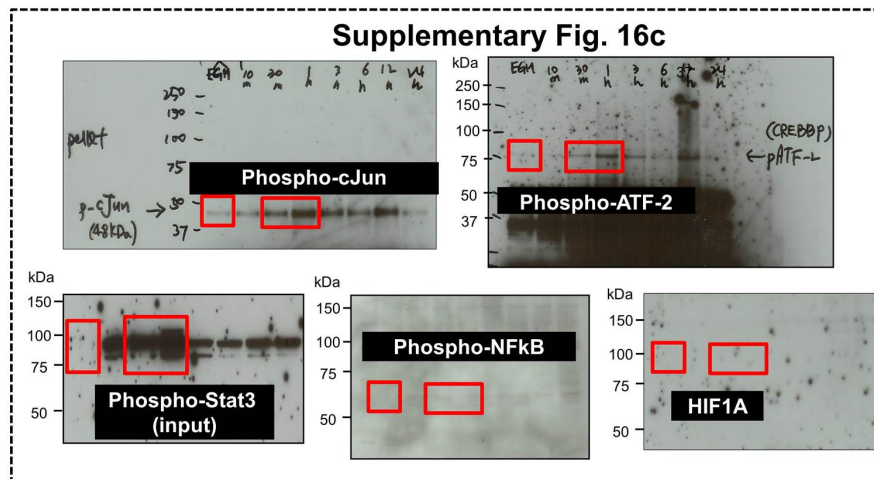 Supplementary Fig. 16c
EGM 10 m 30 m 1 h 3 h 6 h 12 h 24 h
250
150
100
75
50
37
pellet
Phospho-cJun
p-cJun →
(48kDa)
kDa
EGM 10 m 30 m 1 h 3 h 6 h h 24 h
250
150
100
75
50
37
(CREBBP)
← pATF-2
Phospho-ATF-2
kDa
150
100
75
50
Phospho-Stat3
(input)
kDa
150
100
75
50
Phospho-NFkB
kDa
150
100
75
50
HIF1A